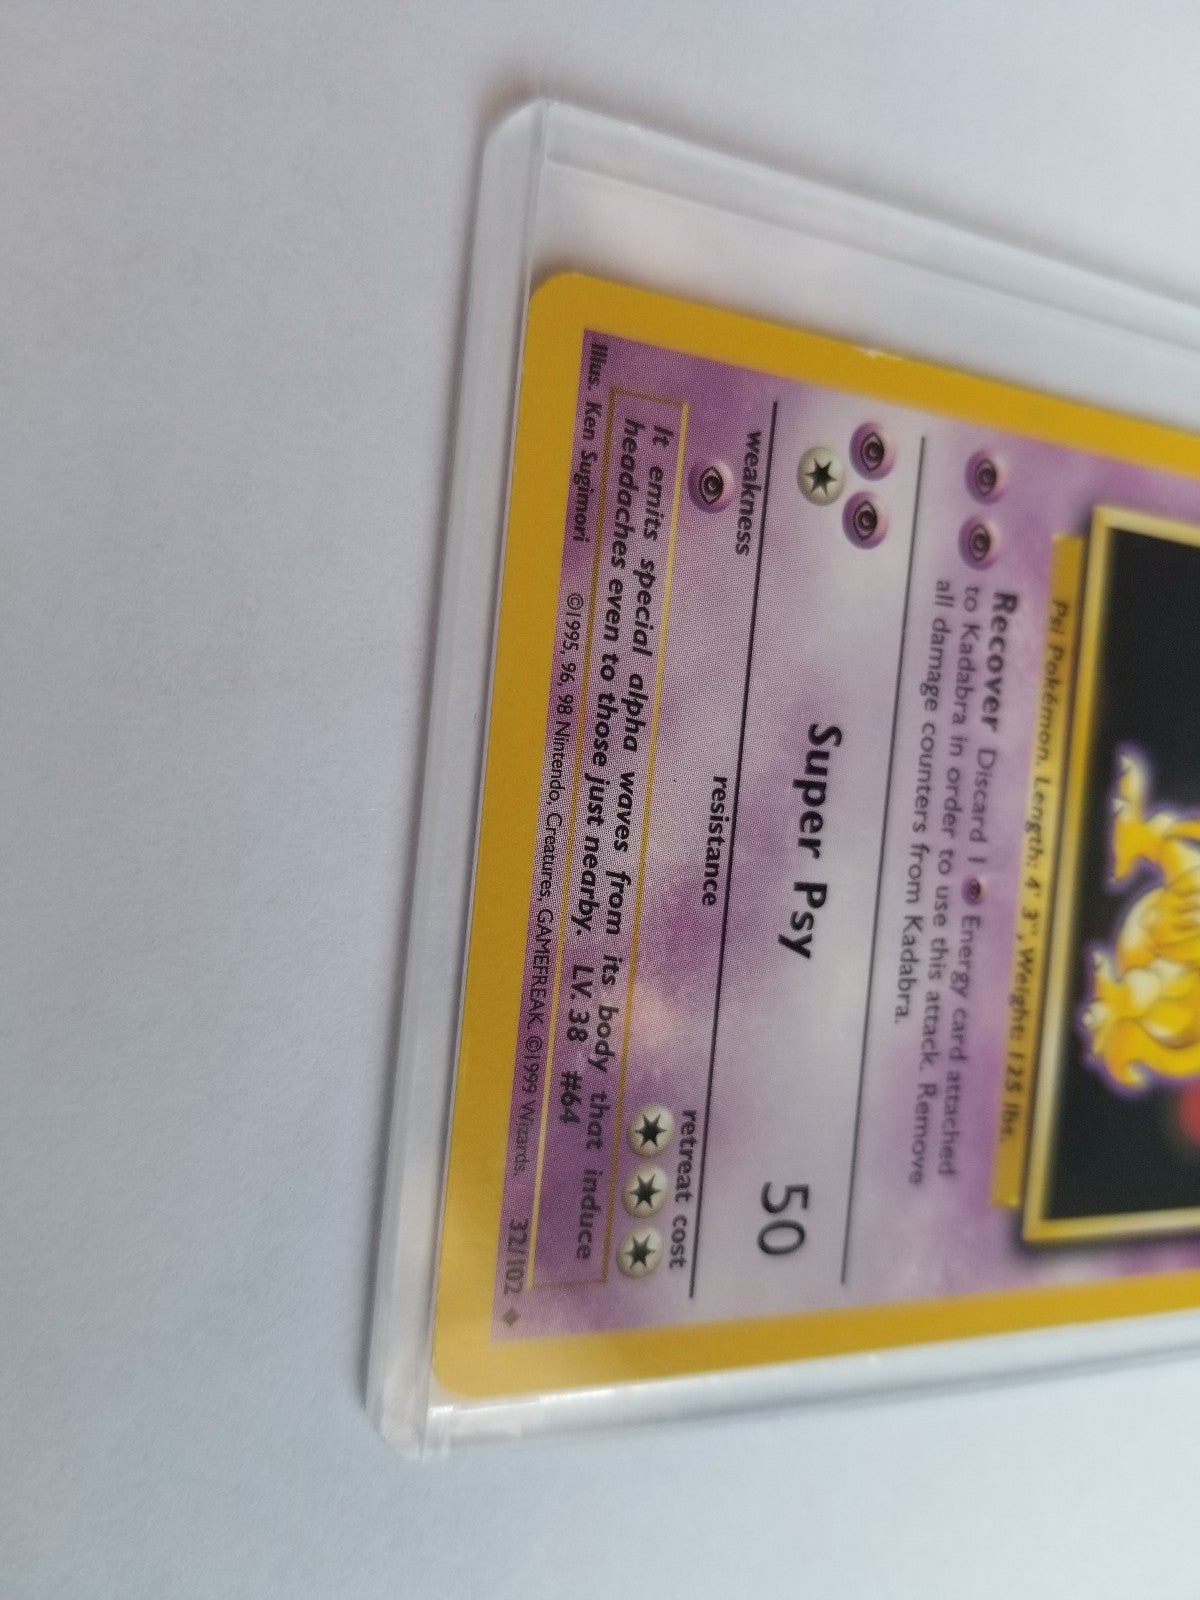 Psi Pokémon. Length: 4' 3", Weight: 125 lbs.
Recover Discard 1 Energy card attached
to Kadabra in order to use this attack. Remove
all damage counters from Kadabra.
Super Psy 50
weakness resistance retreat cost
It emits special alpha waves from its body that induce
headaches even to those just nearby. LV. 38 #64
Illus. Ken Sugimori ©1995, 96, 98 Nintendo, Creatures, GAMEFREAK. ©1999 Wizards. 32/102